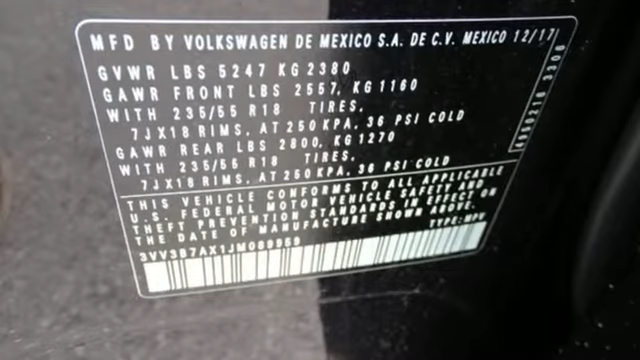 MFD BY VOLKSWAGEN DE MEXICO S.A. DE C.V. MEXICO 12/17
GVWR LBS 5247 KG 2380
GAWR FRONT LBS 2557, KG 1160
WITH 235/55 R18 TIRES,
7JX18 RIMS, AT 250 KPA, 36 PSI COLD
GAWR REAR LBS 2800, KG 1270
WITH 235/55 R18 TIRES,
7JX18 RIMS, AT 250 KPA, 36 PSI COLD
THIS VEHICLE CONFORMS TO ALL APPLICABLE
U.S. FEDERAL MOTOR VEHICLE SAFETY AND
THEFT PREVENTION STANDARDS IN EFFECT ON
THE DATE OF MANUFACTURE SHOWN ABOVE.
3VV3B7AX1JM089959
TYPE: MPV
3306